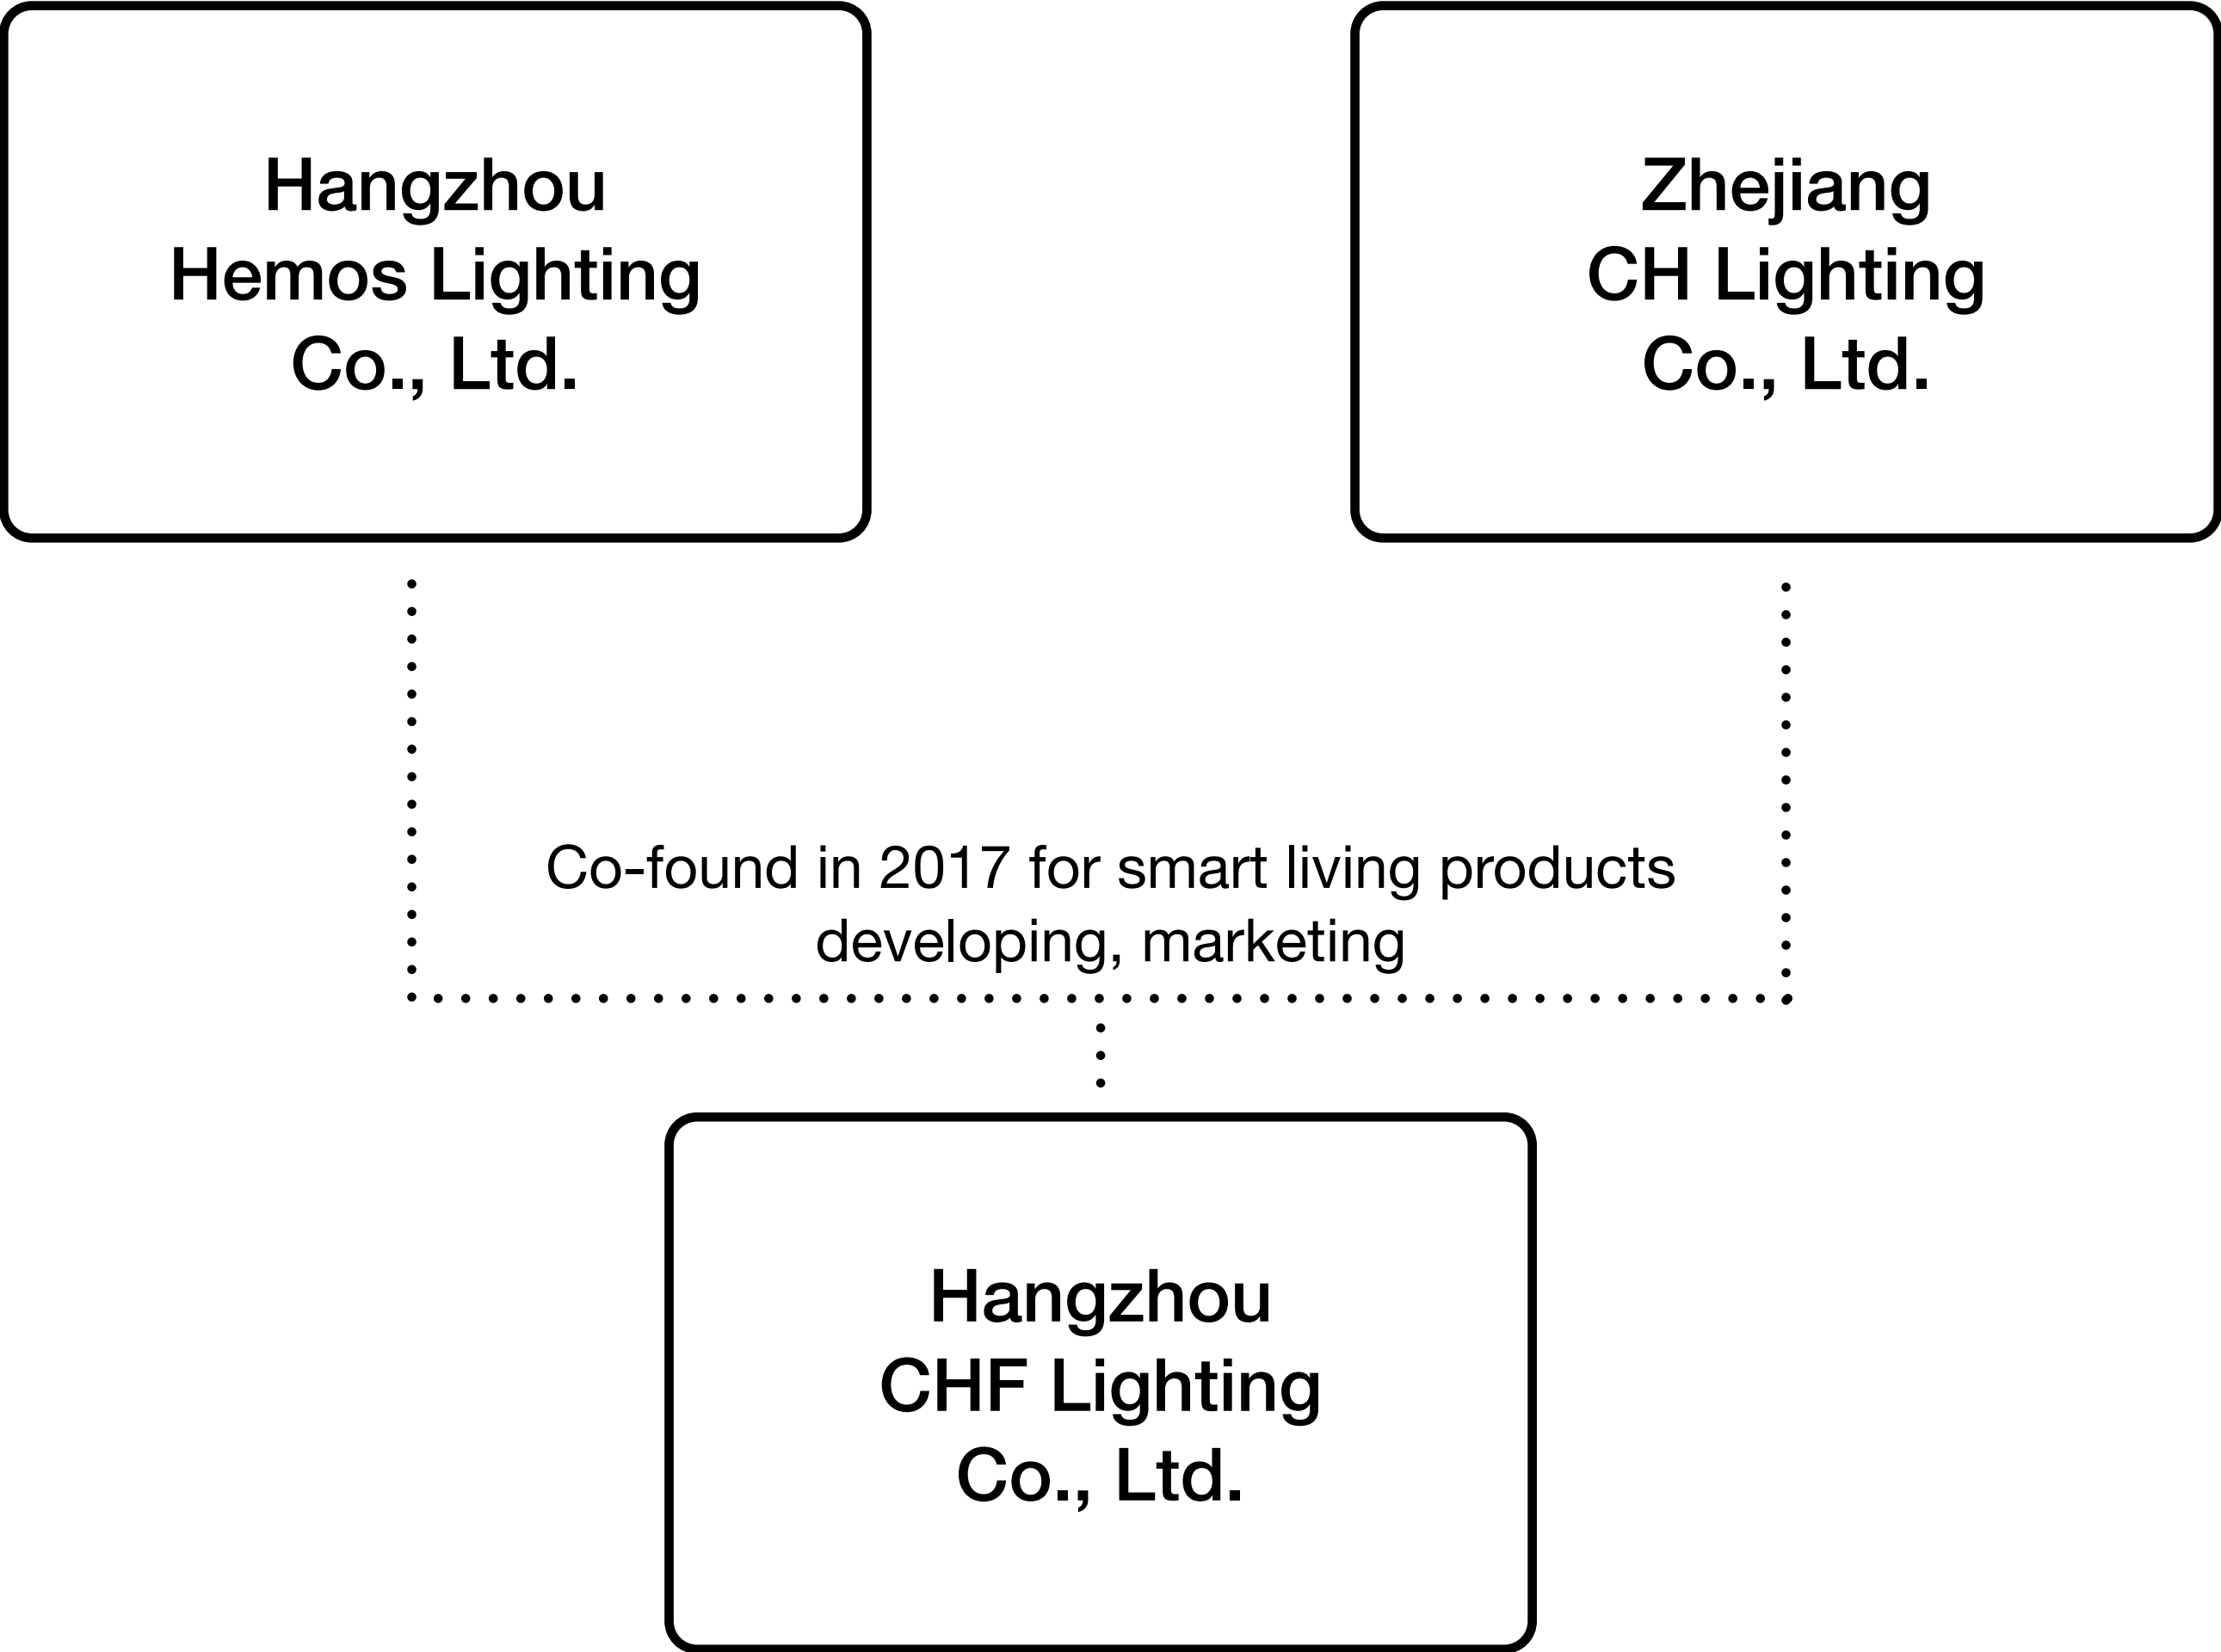 Hangzhou
Hemos Lighting
Co., Ltd.
Zhejiang
CH Lighting
Co., Ltd.
Co-found in 2017 for smart living products
developing, marketing
Hangzhou
CHF Lighting
Co., Ltd.